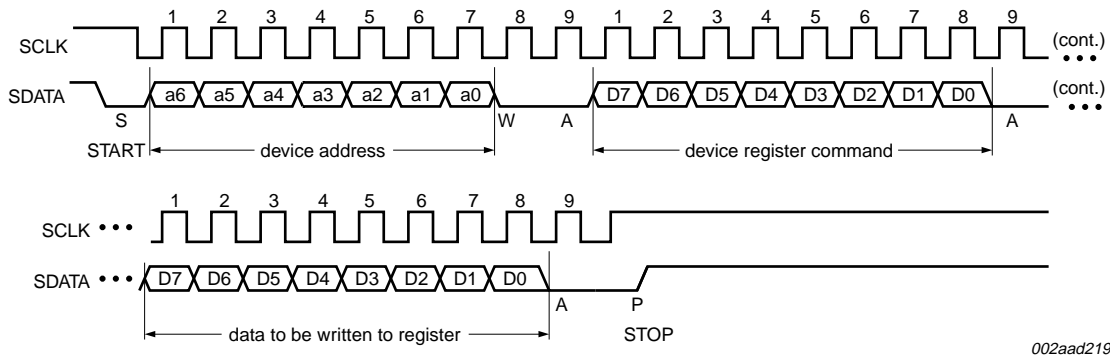 1 2 3 4 5 6 7 8 9 1 2 3 4 5 6 7 8 9
SCLK (cont.)
SDATA a6 a5 a4 a3 a2 a1 a0 D7 D6 D5 D4 D3 D2 D1 D0 (cont.)
S W A A
START device address device register command
1 2 3 4 5 6 7 8 9
SCLK
SDATA D7 D6 D5 D4 D3 D2 D1 D0
A P
data to be written to register STOP
002aad219